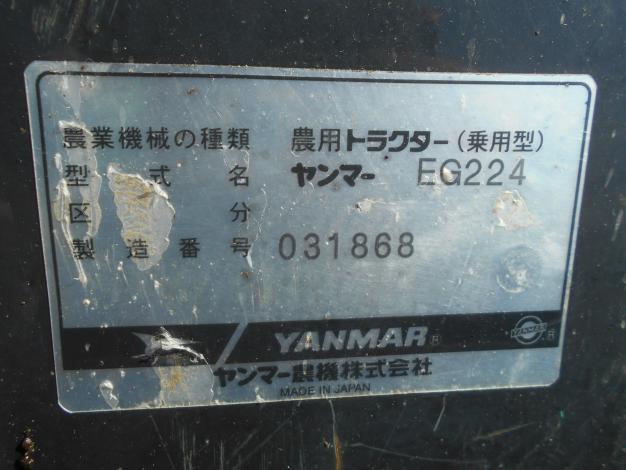 農業機械の種類 農用トラクター(乗用型)
型式名 ヤンマー EG224
区分
製造番号 031868
YANMAR® YANMAR ®
ヤンマー農機株式会社
MADE IN JAPAN